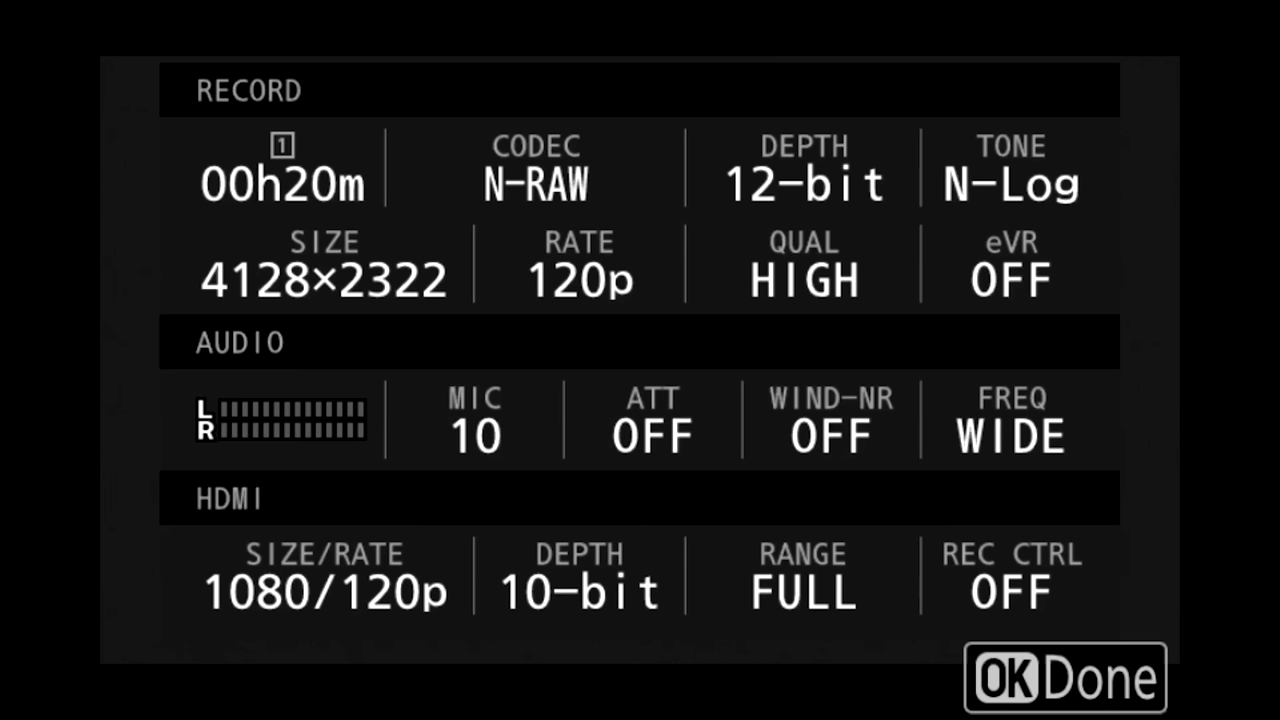 RECORD
1 CODEC DEPTH TONE
00h20m N-RAW 12-bit N-Log
SIZE RATE QUAL eVR
4128×2322 120p HIGH OFF
AUDIO
L
R
MIC ATT WIND-NR FREQ
10 OFF OFF WIDE
HDMI
SIZE/RATE DEPTH RANGE REC CTRL
1080/120p 10-bit FULL OFF
OK Done